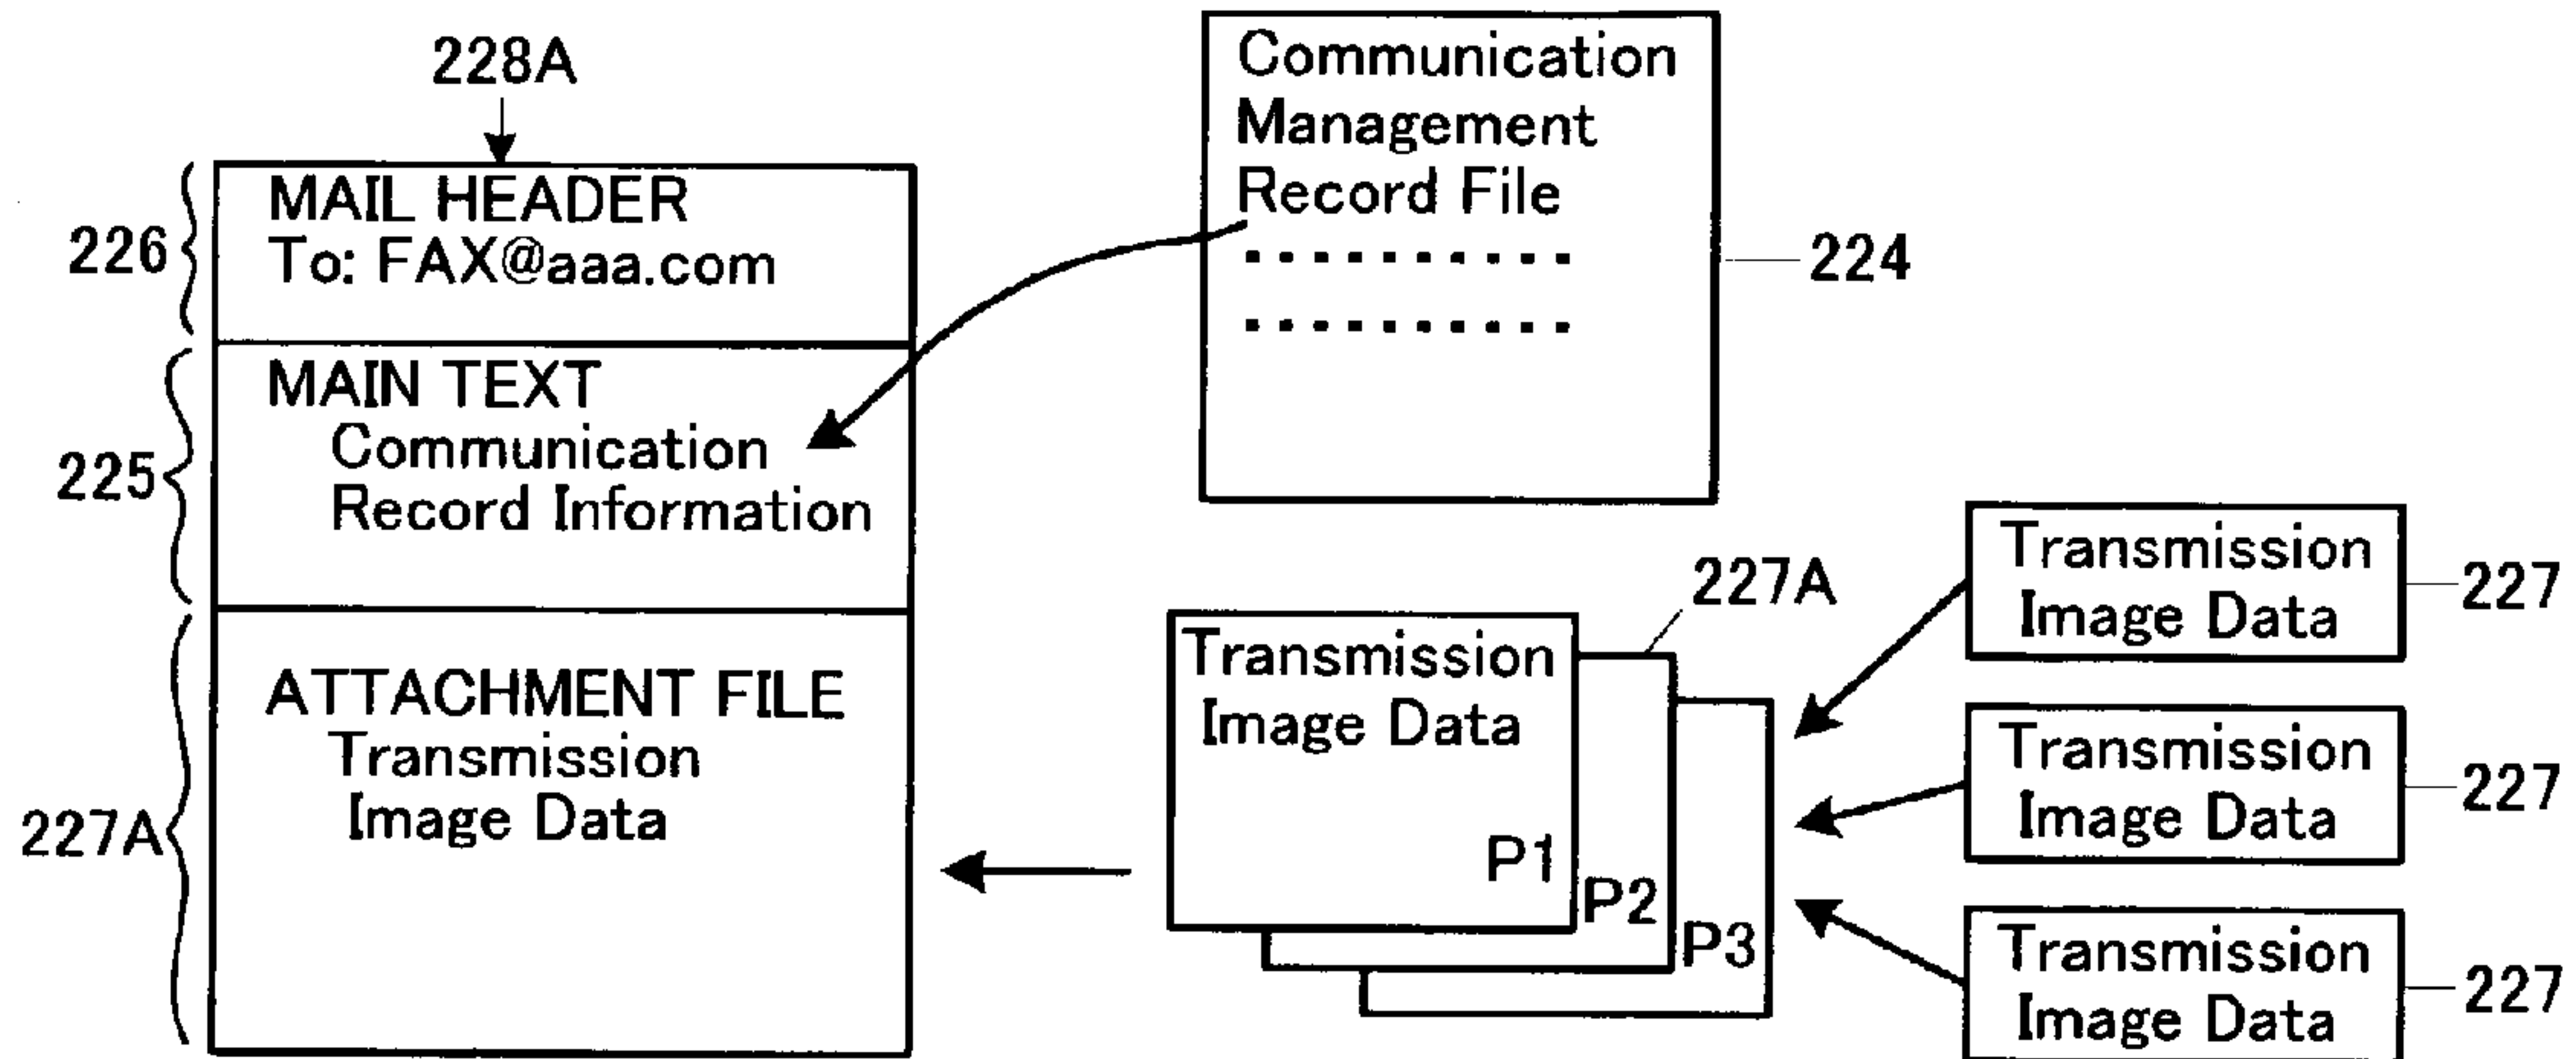 228A
226
MAIL HEADER
To: FAX@aaa.com
225
MAIN TEXT
Communication
Record Information
227A
ATTACHMENT FILE
Transmission
Image Data
Communication
Management
Record File
..........
..........
224
227A
Transmission
Image Data
P1
P2
P3
Transmission
Image Data
227
Transmission
Image Data
227
Transmission
Image Data
227